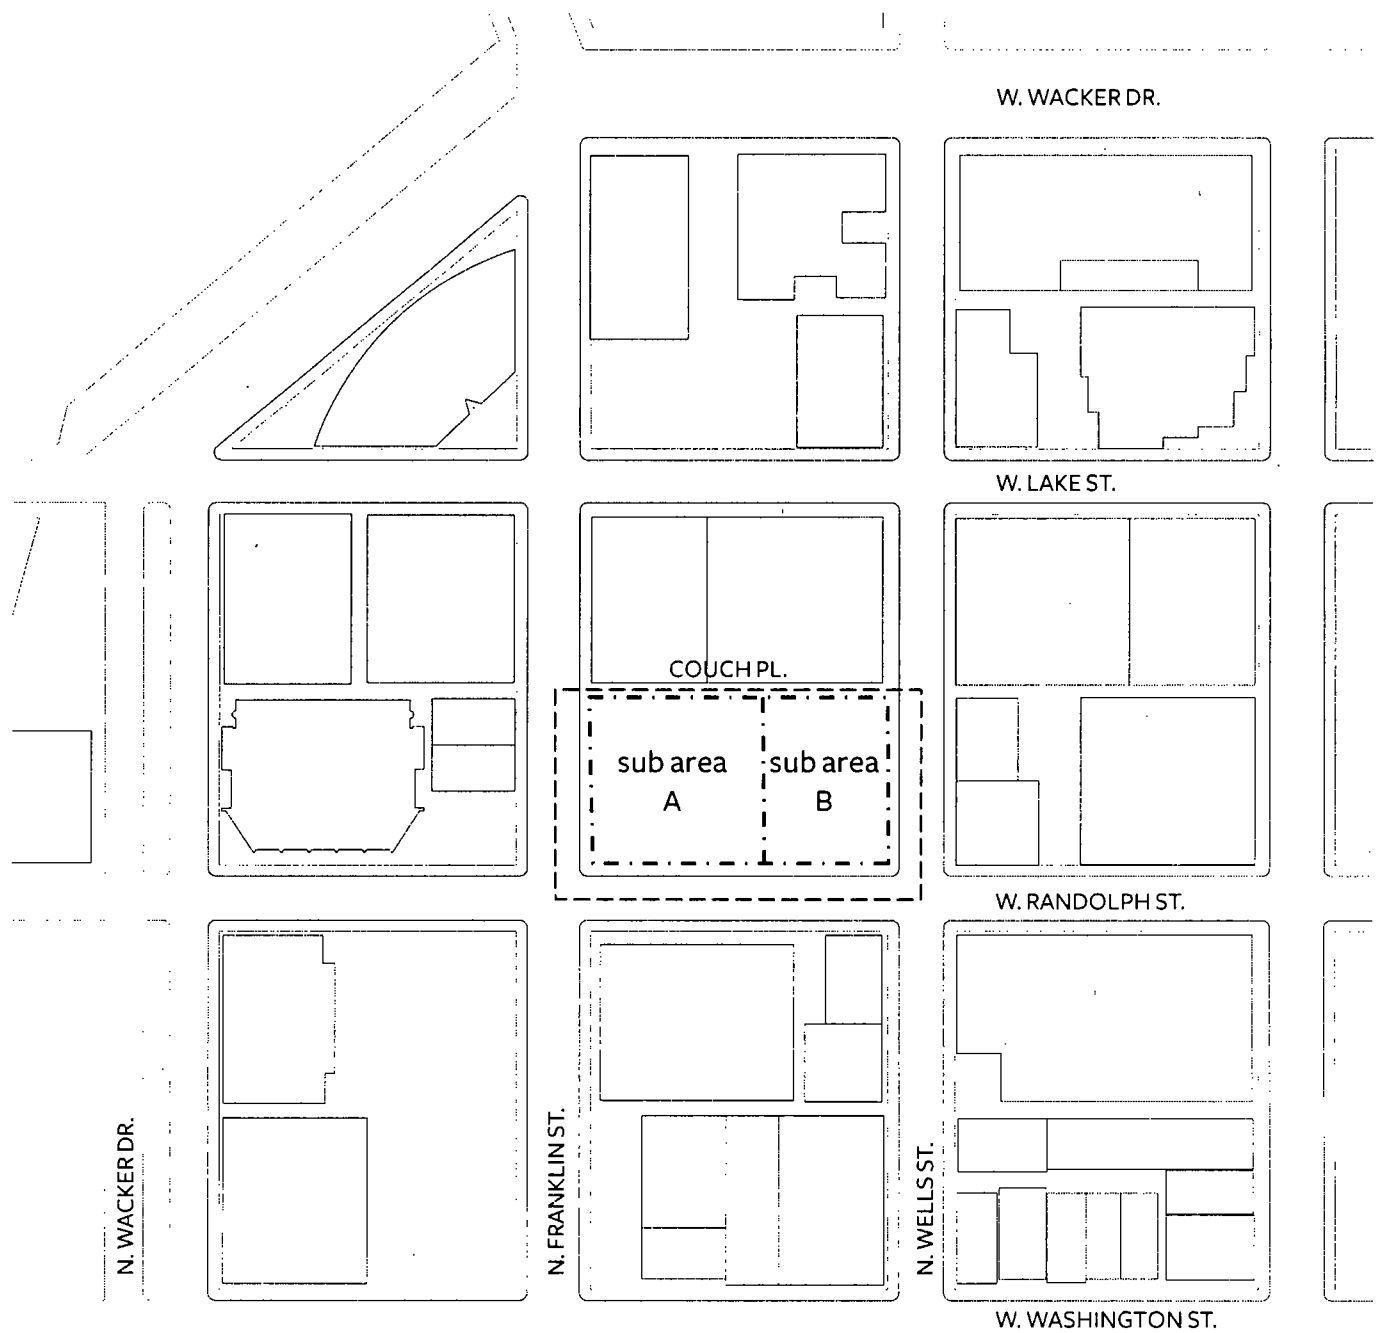 W. WACKER DR.
W. LAKE ST.
COUCH PL.
sub area
A
sub area
B
W. RANDOLPH ST.
N. WACKER DR.
N. FRANKLIN ST.
N. WELLS ST.
W. WASHINGTON ST.